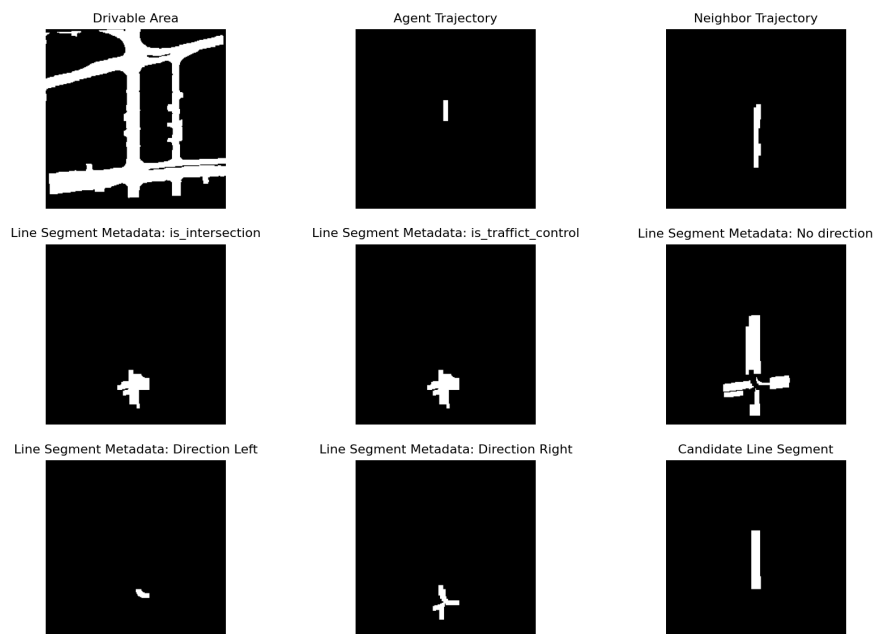 Drivable Area
Agent Trajectory
Neighbor Trajectory
Line Segment Metadata: is_intersection
Line Segment Metadata: is_traffict_control
Line Segment Metadata: No direction
Line Segment Metadata: Direction Left
Line Segment Metadata: Direction Right
Candidate Line Segment